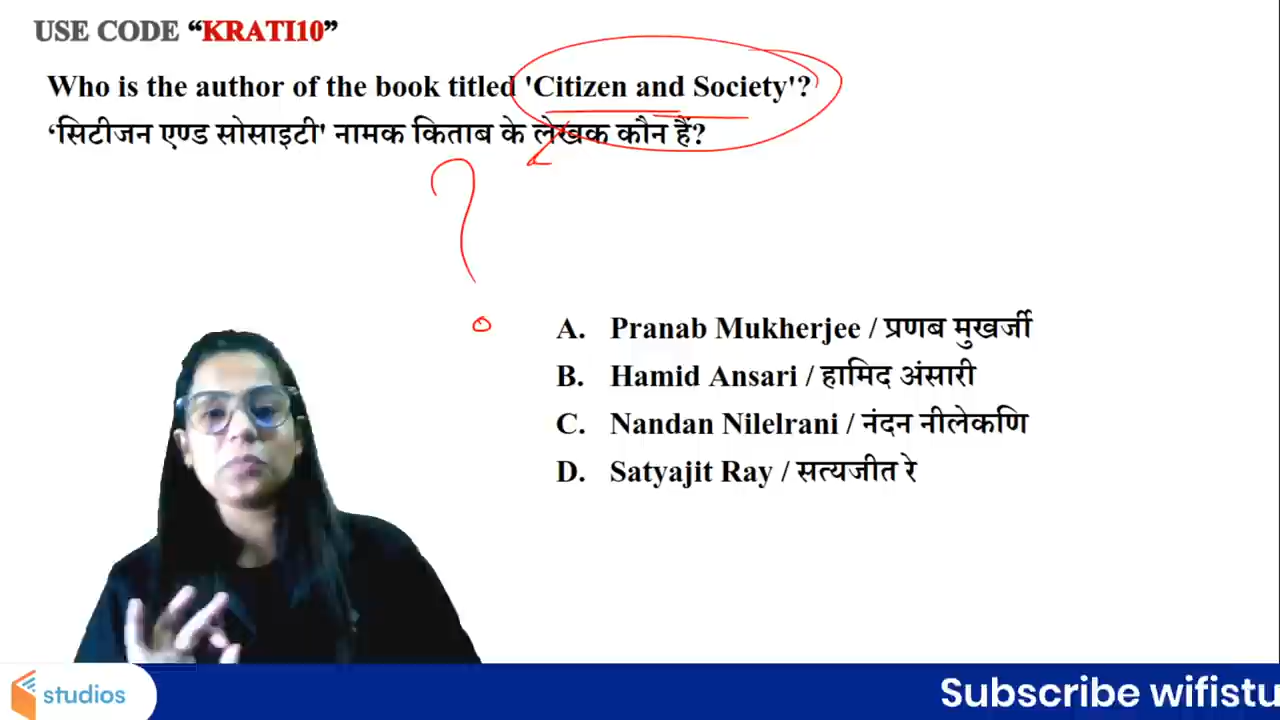 USE CODE “KRATI10”
Who is the author of the book titled 'Citizen and Society'?
‘सिटीजन एण्ड सोसाइटी' नामक किताब के लेखक कौन हैं?
A. Pranab Mukherjee / प्रणब मुखर्जी
B. Hamid Ansari / हामिद अंसारी
C. Nandan Nilelrani / नंदन नीलेकणि
D. Satyajit Ray / सत्यजीत रे
studios
Subscribe wifistu